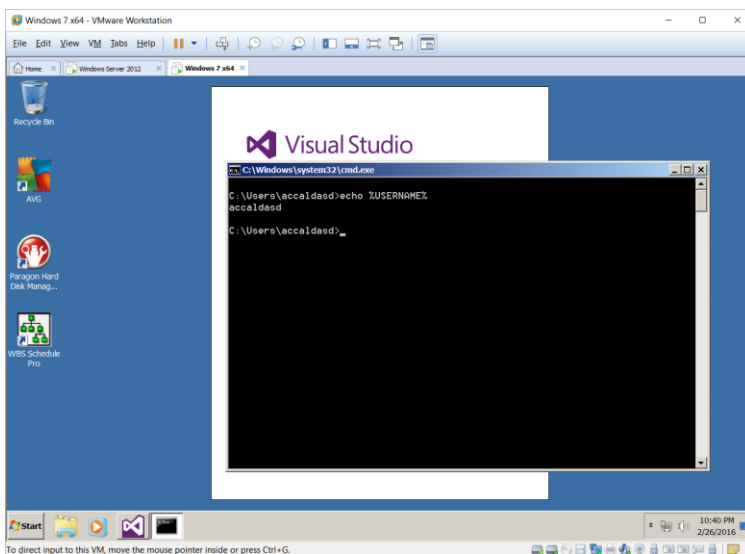 Windows 7 x64 - VMware Workstation
File Edit View VM Tabs Help
Home Windows Server 2012 Windows 7 x64
Recycle Bin
AVG
Paragon Hard
Disk Manag...
WBS Schedule
Pro
Visual Studio
C:\Windows\system32\cmd.exe
C:\Users\accaldasd>echo %USERNAME%
accaldasd
C:\Users\accaldasd>_
Start
10:40 PM
2/26/2016
To direct input to this VM, move the mouse pointer inside or press Ctrl+G.